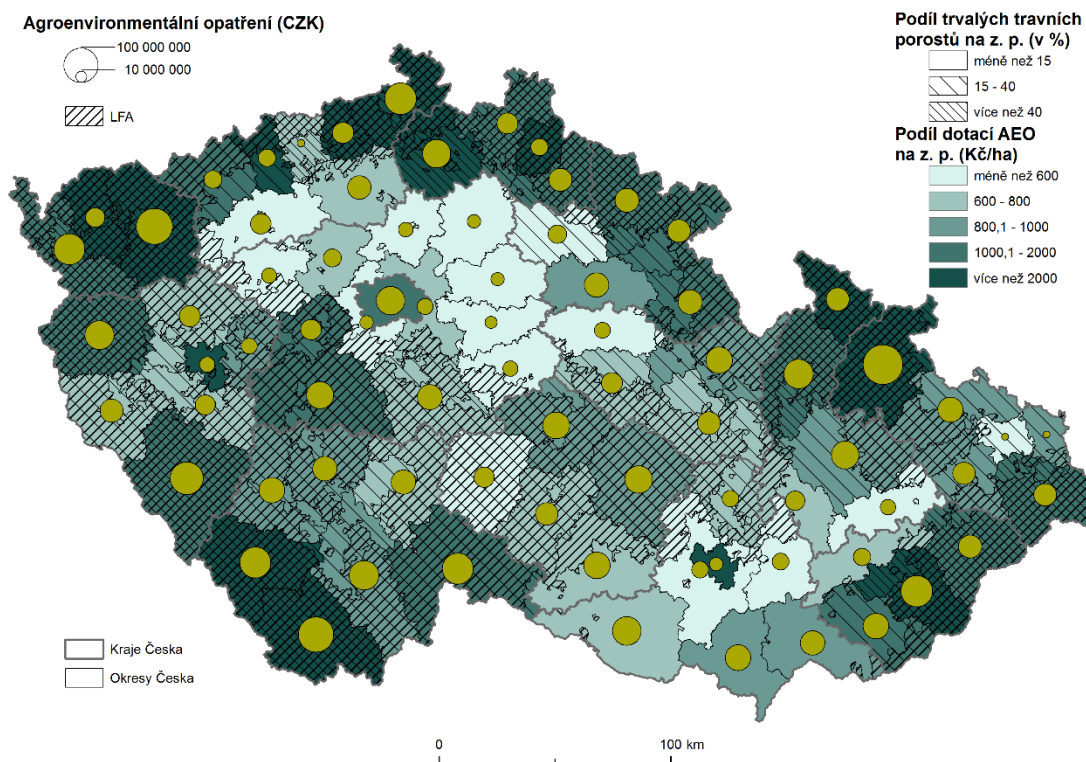 Agroenvironmentální opatření (CZK)
100 000 000
10 000 000
LFA
Podíl trvalých travních
porostů na z. p. (v %)
méně než 15
15 - 40
více než 40
Podíl dotací AEO
na z. p. (Kč/ha)
méně než 600
600 - 800
800,1 - 1000
1000,1 - 2000
více než 2000
Kraje Česka
Okresy Česka
0
100 km